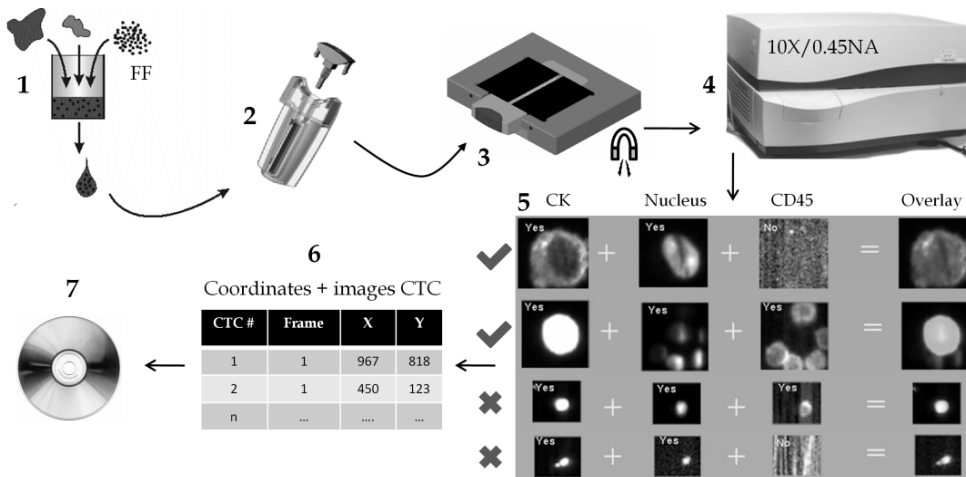 1
FF
2
3
10X/0.45NA
4
5
CK Nucleus CD45 Overlay
Yes + Yes + No =
Yes + Yes + Yes =
Yes + Yes + Yes =
Yes + Yes + No =
6
Coordinates + images CTC
CTC # Frame X Y
1 1 967 818
2 1 450 123
n ... .... ...
7